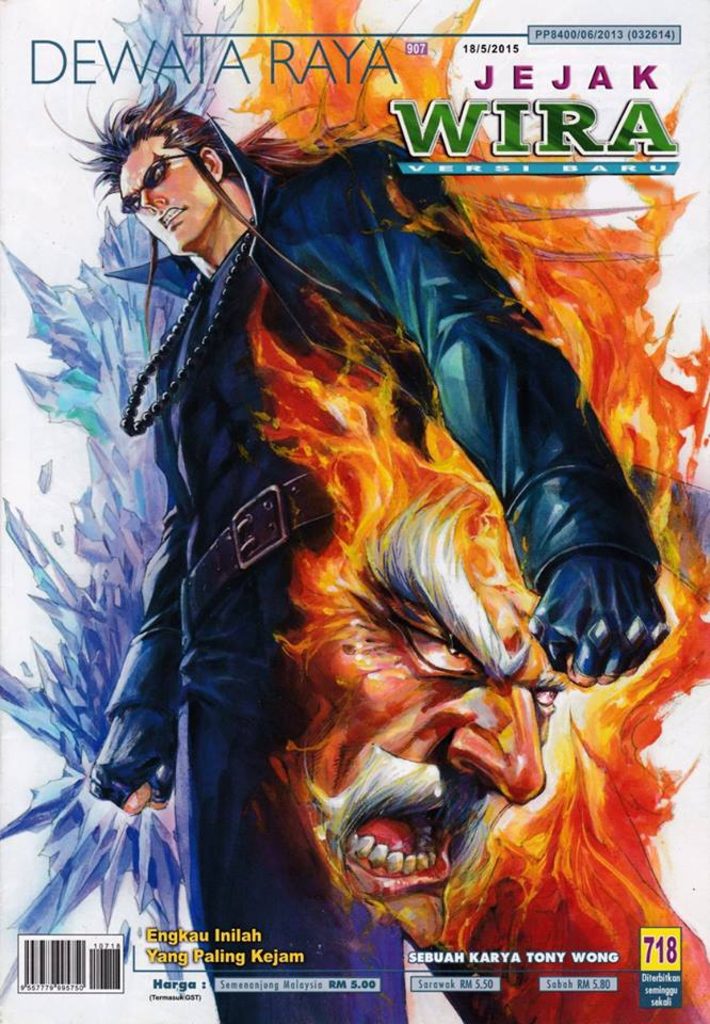 DEWATA RAYA 907
18/5/2015
PP8400/06/2013 (032614)
JEJAK
WIRA
VERSI BARU
Engkau Inilah
Yang Paling Kejam
SEBUAH KARYA TONY WONG
718
Diterbitkan
seminggu
sekali
10718
9 557779 995750
Harga :
(Termasuk GST)
Semenanjung Malaysia RM 5.00
Sarawak RM 5.50
Sabah RM 5.80